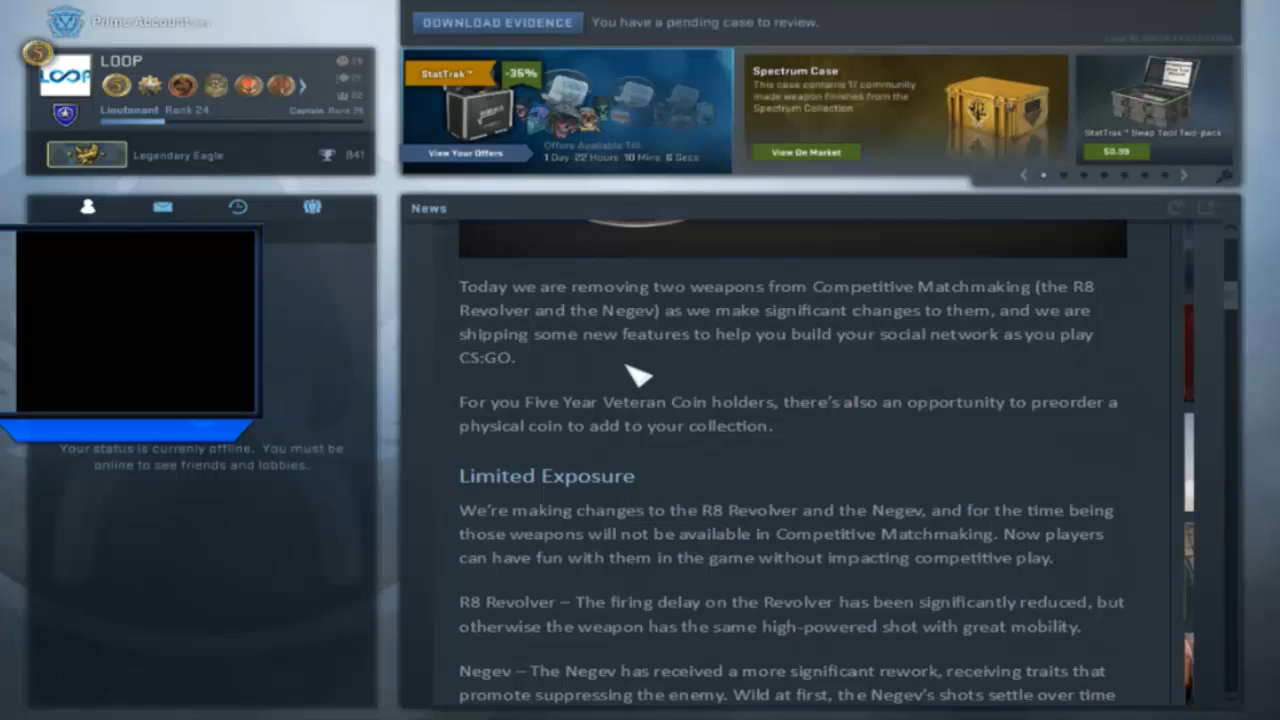 Prime Account
DOWNLOAD EVIDENCE
You have a pending case to review.
LOOP
LOOP
Lieutenant Rank 24
Captain Rank 25
Legendary Eagle
841
StatTrak™
-35%
View Your Offers
Offers Available Till:
1 Day 22 Hours 10 Mins 6 Secs
Spectrum Case
This case contains 17 community
made weapon finishes from the
Spectrum Collection
View On Market
StatTrak™ Swap Tool Two-pack
$0.99
News
Today we are removing two weapons from Competitive Matchmaking (the R8
Revolver and the Negev) as we make significant changes to them, and we are
shipping some new features to help you build your social network as you play
CS:GO.
For you Five Year Veteran Coin holders, there's also an opportunity to preorder a
physical coin to add to your collection.
Limited Exposure
We're making changes to the R8 Revolver and the Negev, and for the time being
those weapons will not be available in Competitive Matchmaking. Now players
can have fun with them in the game without impacting competitive play.
R8 Revolver – The firing delay on the Revolver has been significantly reduced, but
otherwise the weapon has the same high-powered shot with great mobility.
Negev – The Negev has received a more significant rework, receiving traits that
promote suppressing the enemy. Wild at first, the Negev's shots settle over time
Your status is currenly offline. You must be
online to see friends and lobbies.